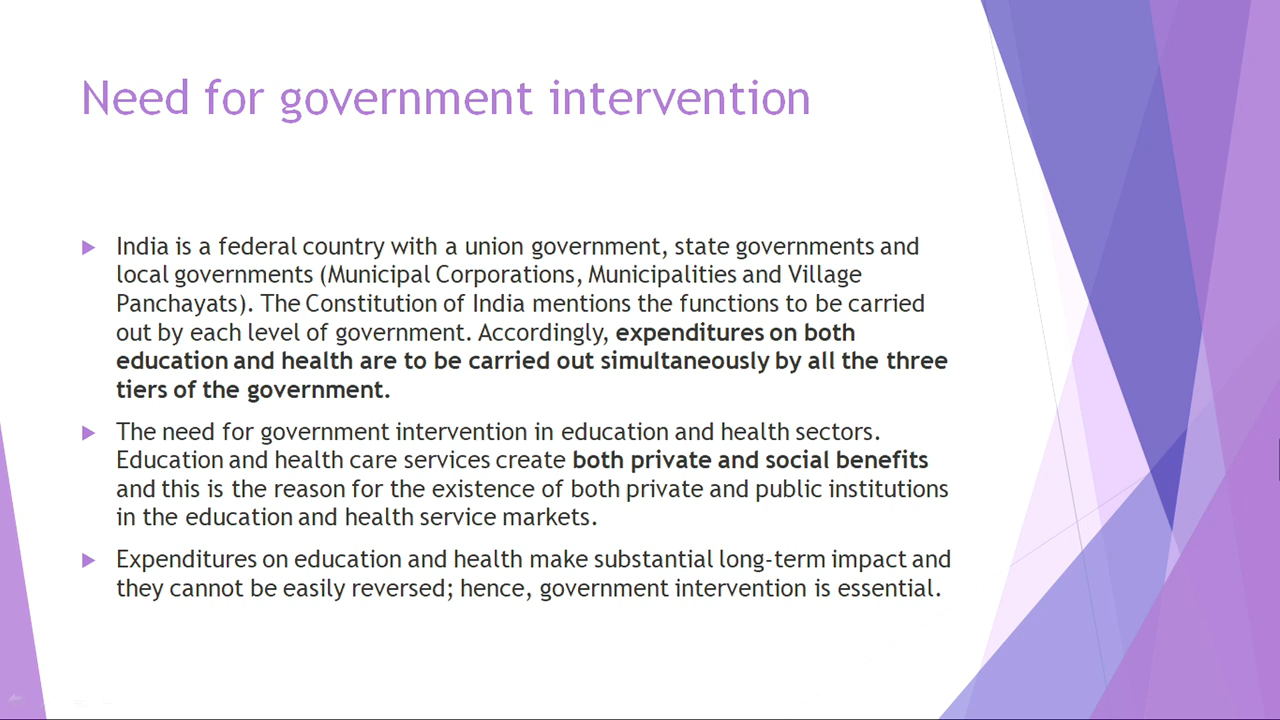 Need for government intervention
India is a federal country with a union government, state governments and
local governments (Municipal Corporations, Municipalities and Village
Panchayats). The Constitution of India mentions the functions to be carried
out by each level of government. Accordingly, expenditures on both
education and health are to be carried out simultaneously by all the three
tiers of the government.
The need for government intervention in education and health sectors.
Education and health care services create both private and social benefits
and this is the reason for the existence of both private and public institutions
in the education and health service markets.
Expenditures on education and health make substantial long-term impact and
they cannot be easily reversed; hence, government intervention is essential.